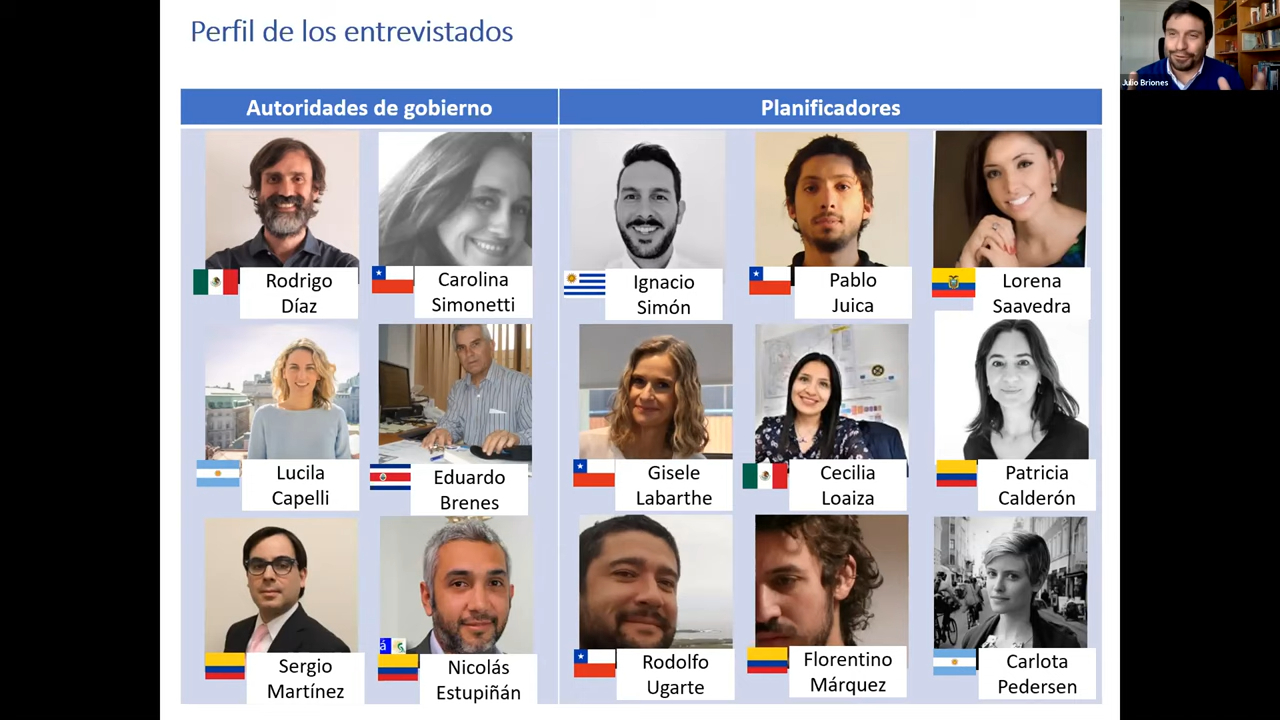 Perfil de los entrevistados
Julio Briones
Autoridades de gobierno
Planificadores
Rodrigo
Díaz
Carolina
Simonetti
Ignacio
Simón
Pablo
Juica
Lorena
Saavedra
Lucila
Capelli
Eduardo
Brenes
Gisele
Labarthe
Cecilia
Loaiza
Patricia
Calderón
á
Sergio
Martínez
Nicolás
Estupiñán
Rodolfo
Ugarte
Florentino
Márquez
Carlota
Pedersen